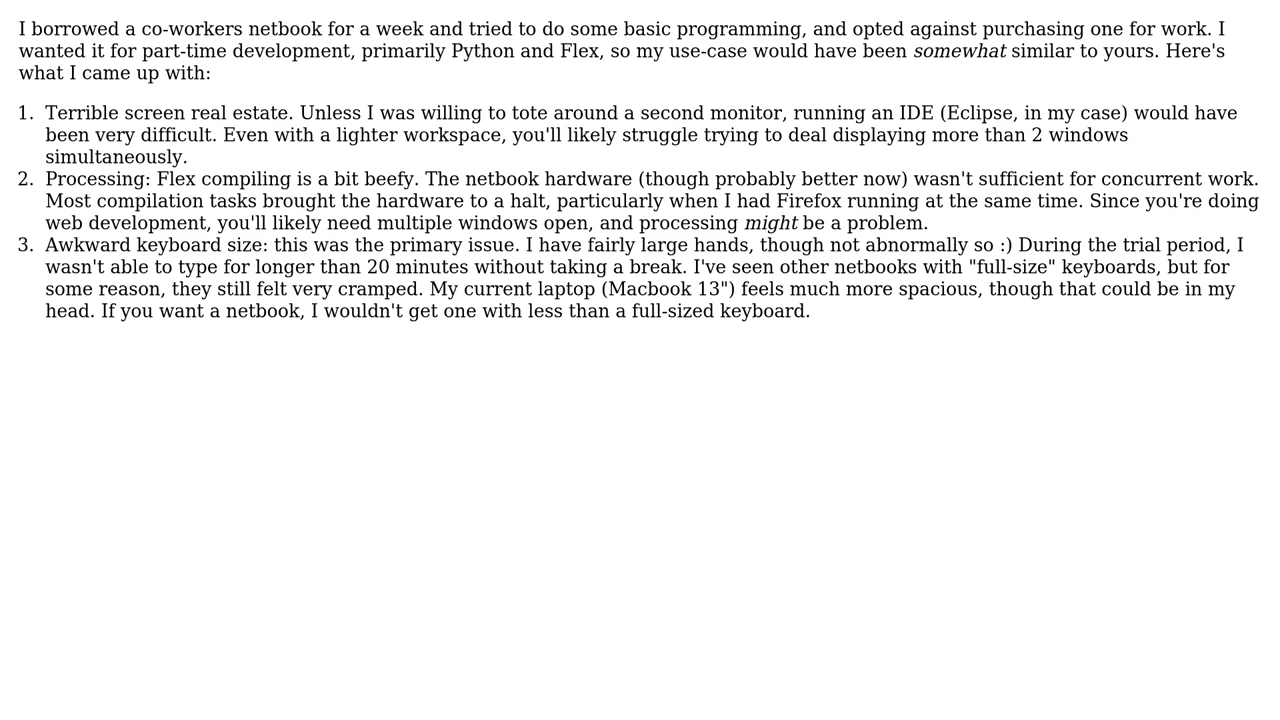 I borrowed a co-workers netbook for a week and tried to do some basic programming, and opted against purchasing one for work. I
wanted it for part-time development, primarily Python and Flex, so my use-case would have been somewhat similar to yours. Here's
what I came up with:
1. Terrible screen real estate. Unless I was willing to tote around a second monitor, running an IDE (Eclipse, in my case) would have
been very difficult. Even with a lighter workspace, you'll likely struggle trying to deal displaying more than 2 windows
simultaneously.
2. Processing: Flex compiling is a bit beefy. The netbook hardware (though probably better now) wasn't sufficient for concurrent work.
Most compilation tasks brought the hardware to a halt, particularly when I had Firefox running at the same time. Since you're doing
web development, you'll likely need multiple windows open, and processing might be a problem.
3. Awkward keyboard size: this was the primary issue. I have fairly large hands, though not abnormally so :) During the trial period, I
wasn't able to type for longer than 20 minutes without taking a break. I've seen other netbooks with "full-size" keyboards, but for
some reason, they still felt very cramped. My current laptop (Macbook 13") feels much more spacious, though that could be in my
head. If you want a netbook, I wouldn't get one with less than a full-sized keyboard.